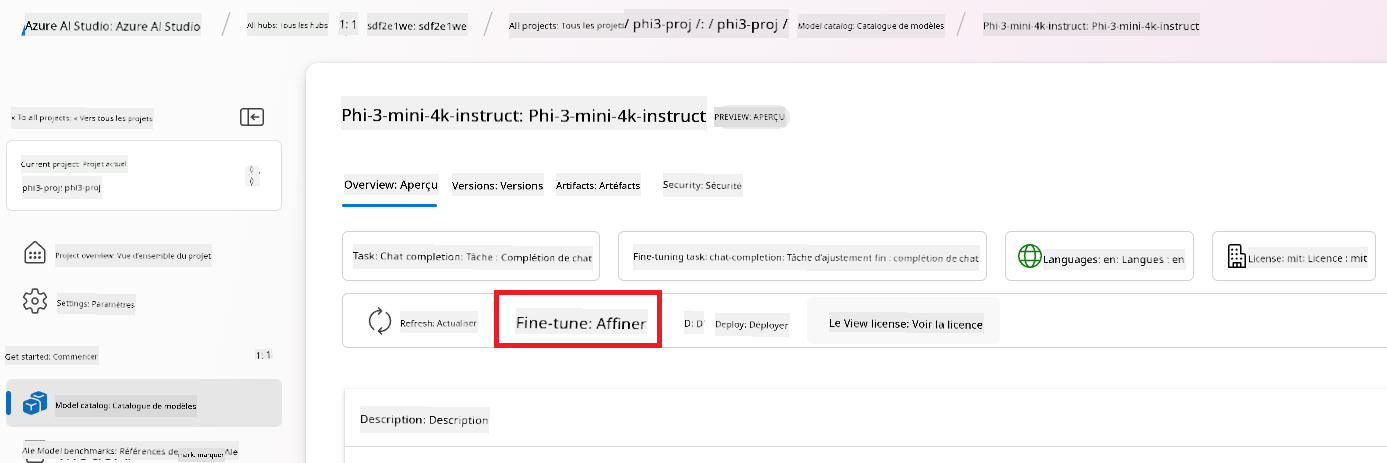 Azure AI Studio: Azure AI Studio / All hubs: Tous les hubs 1: 1 sdf2e1we: sdf2e1we / All projects: Tous les projets / phi3-proj /: / phi3-proj / Model catalog: Catalogue de modèles / Phi-3-mini-4k-instruct: Phi-3-mini-4k-instruct
« To all projects: « Vers tous les projets
Current project: Projet actuel
phi3-proj: phi3-proj
Project overview: Vue d'ensemble du projet
Settings: Paramètres
Get started: Commencer 1: 1
Model catalog: Catalogue de modèles
Model benchmarks: Références de
Phi-3-mini-4k-instruct: Phi-3-mini-4k-instruct PREVIEW: APERÇU
Overview: Aperçu Versions: Versions Artifacts: Artéfacts Security: Sécurité
Task: Chat completion: Tâche : Complétion de chat Fine-tuning task: chat-completion: Tâche d'ajustement fin : complétion de chat Languages: en: Langues : en License: mit: Licence : mit
Refresh: Actualiser Fine-tune: Affiner D: D' Deploy: Déployer Le View license: Voir la licence
Description: Description